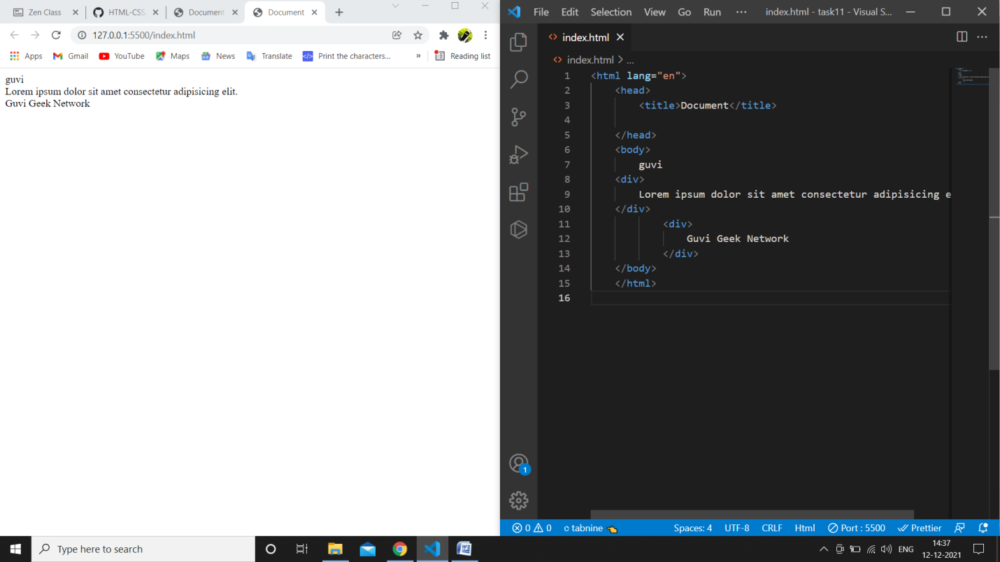 Zen Class
HTML-CSS
Document
Document
127.0.0.1:5500/index.html
Apps
Gmail
YouTube
Maps
News
Translate
Print the characters...
»
Reading list
guvi
Lorem ipsum dolor sit amet consectetur adipisicing elit.
Guvi Geek Network
File Edit Selection View Go Run ··· index.html - task11 - Visual S...
index.html
index.html > ...
1 <html lang="en">
2 <head>
3 <title>Document</title>
4
5 </head>
6 <body>
7 guvi
8 <div>
9 Lorem ipsum dolor sit amet consectetur adipisicing e
10 </div>
11 <div>
12 Guvi Geek Network
13 </div>
14 </body>
15 </html>
16
1
0 0 tabnine Spaces: 4 UTF-8 CRLF Html Port : 5500 Prettier
Type here to search
ENG
14:37
12-12-2021